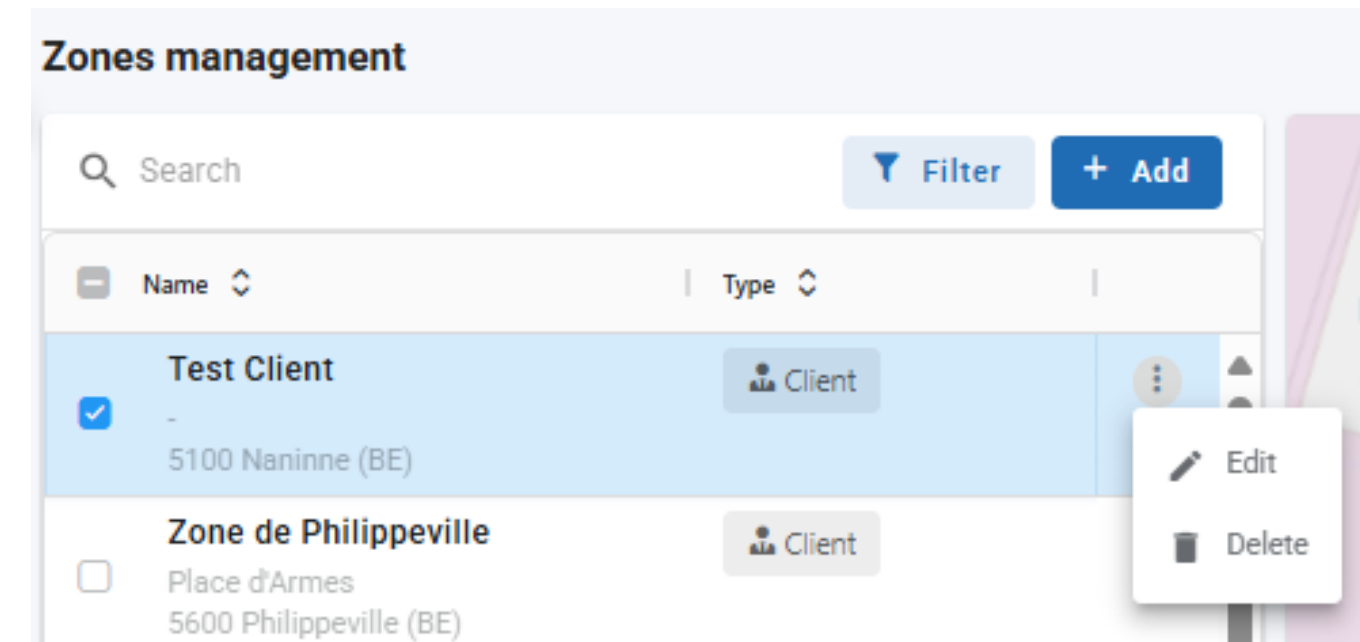 Zones management
Search
Filter
+ Add
Name
Type
Test Client
Client
-
5100 Naninne (BE)
Edit
Zone de Philippeville
Client
Delete
Place d'Armes
5600 Philippeville (BE)